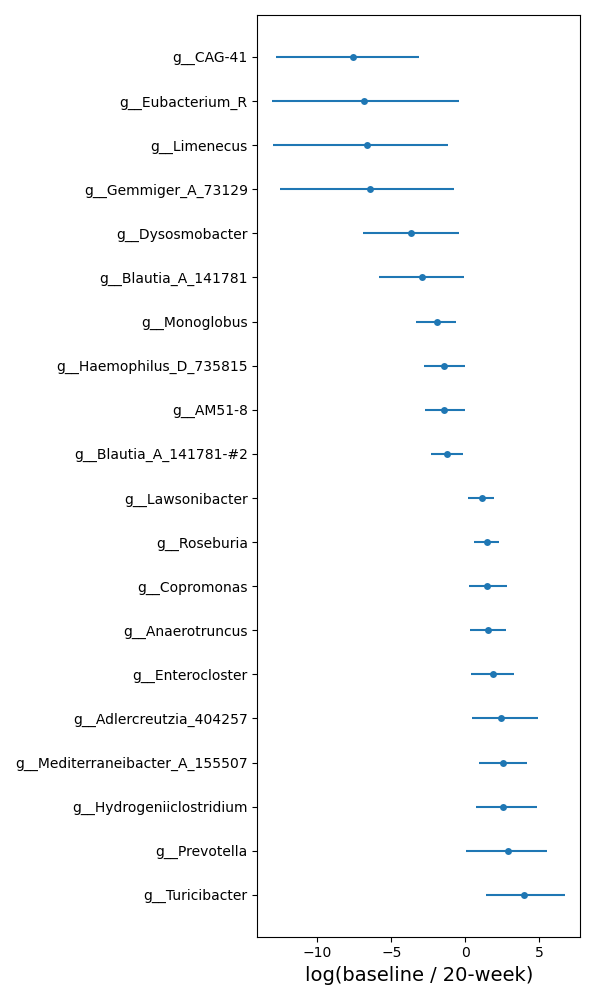 g__CAG-41
g__Eubacterium_R
g__Limenecus
g__Gemmiger_A_73129
g__Dysosmobacter
g__Blautia_A_141781
g__Monoglobus
g__Haemophilus_D_735815
g__AM51-8
g__Blautia_A_141781-#2
g__Lawsonibacter
g__Roseburia
g__Copromonas
g__Anaerotruncus
g__Enterocloster
g__Adlercreutzia_404257
g__Mediterraneibacter_A_155507
g__Hydrogeniiclostridium
g__Prevotella
g__Turicibacter
−10 −5 0 5
log(baseline / 20-week)